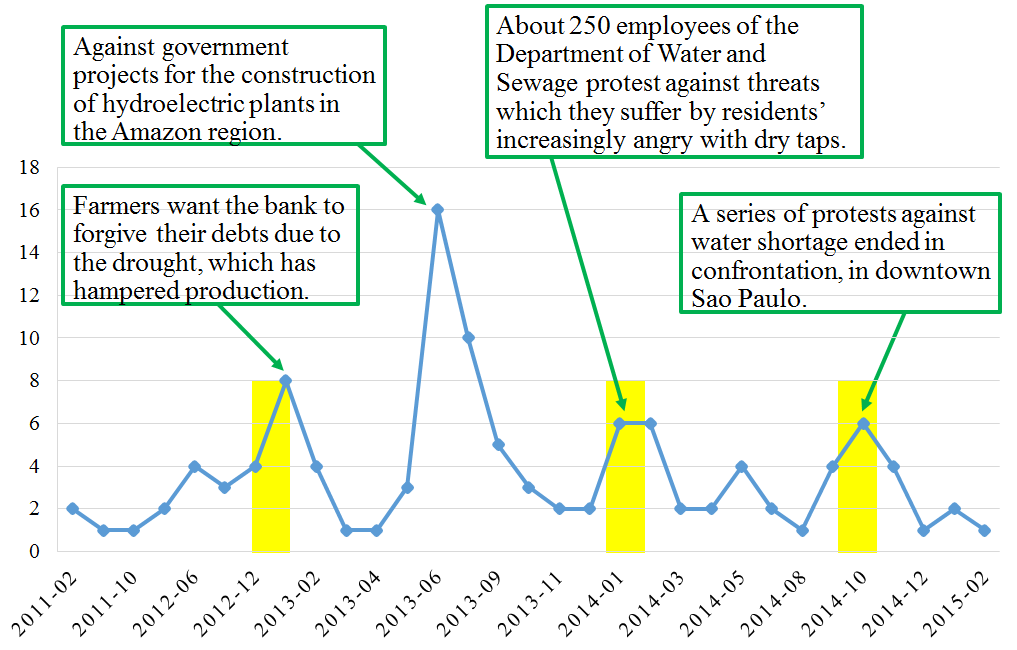 Against government
projects for the construction
of hydroelectric plants in
the Amazon region.
About 250 employees of the
Department of Water and
Sewage protest against threats
which they suffer by residents’
increasingly angry with dry taps.
Farmers want the bank to
forgive their debts due to
the drought, which has
hampered production.
A series of protests against
water shortage ended in
confrontation, in downtown
Sao Paulo.
18
16
14
12
10
8
6
4
2
0
2011-02
2011-10
2012-06
2012-12
2013-02
2013-04
2013-06
2013-09
2013-11
2014-01
2014-03
2014-05
2014-08
2014-10
2014-12
2015-02